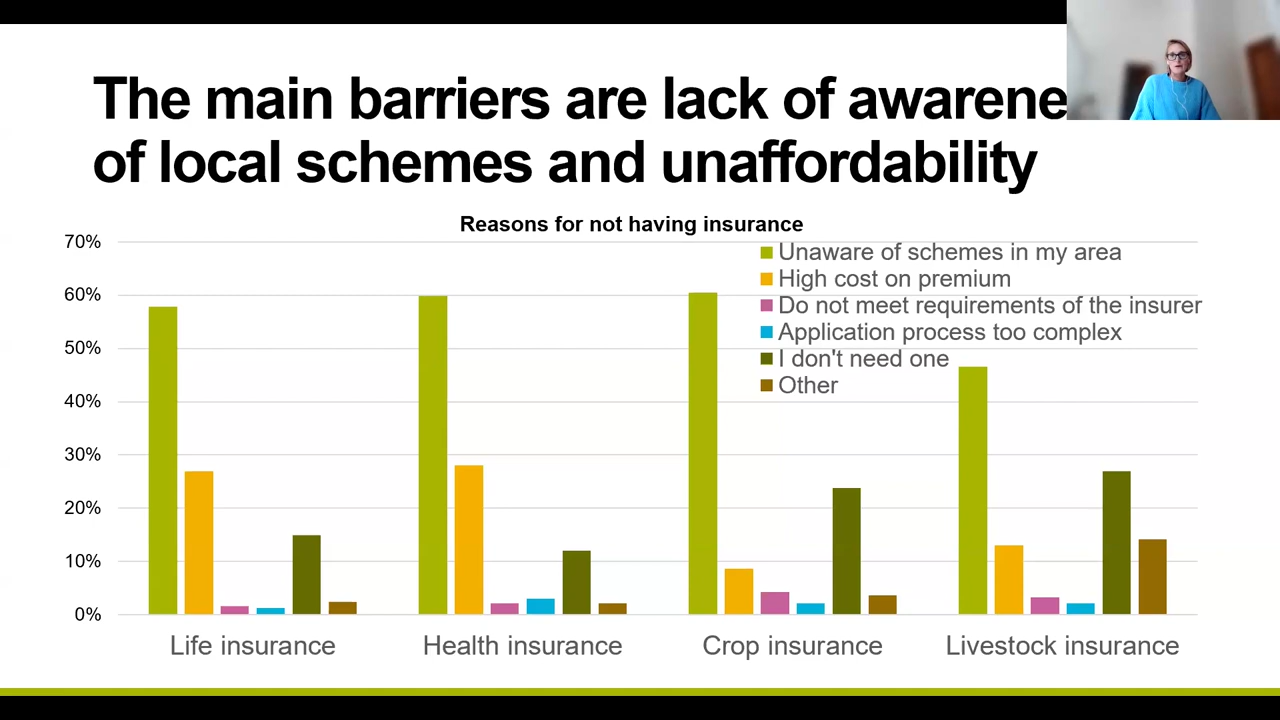 The main barriers are lack of awarene
of local schemes and unaffordability
Reasons for not having insurance
70%
60%
50%
40%
30%
20%
10%
0%
Unaware of schemes in my area
High cost on premium
Do not meet requirements of the insurer
Application process too complex
I don't need one
Other
Life insurance
Health insurance
Crop insurance
Livestock insurance